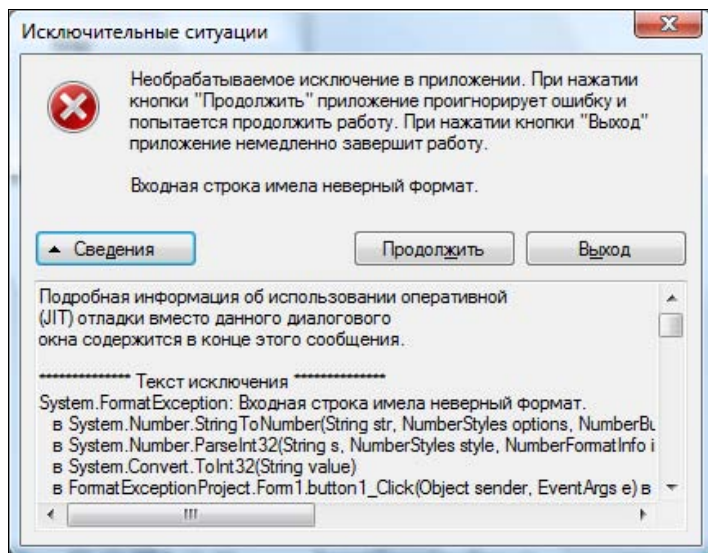 Исключительные ситуации
Необрабатываемое исключение в приложении. При нажатии
кнопки "Продолжить" приложение проигнорирует ошибку и
попытается продолжить работу. При нажатии кнопки "Выход"
приложение немедленно завершит работу.
Входная строка имела неверный формат.
Сведения Продолжить Выход
Подробная информация об использовании оперативной
(JIT) отладки вместо данного диалогового
окна содержится в конце этого сообщения.
************** Текст исключения **************
System.FormatException: Входная строка имела неверный формат.
в System.Number.StringToNumber(String str, NumberStyles options, NumberBu
в System.Number.ParseInt32(String s, NumberStyles style, NumberFormatInfo i
в System.Convert.ToInt32(String value)
в FormatExceptionProject.Form1.button1_Click(Object sender, EventArgs e) в